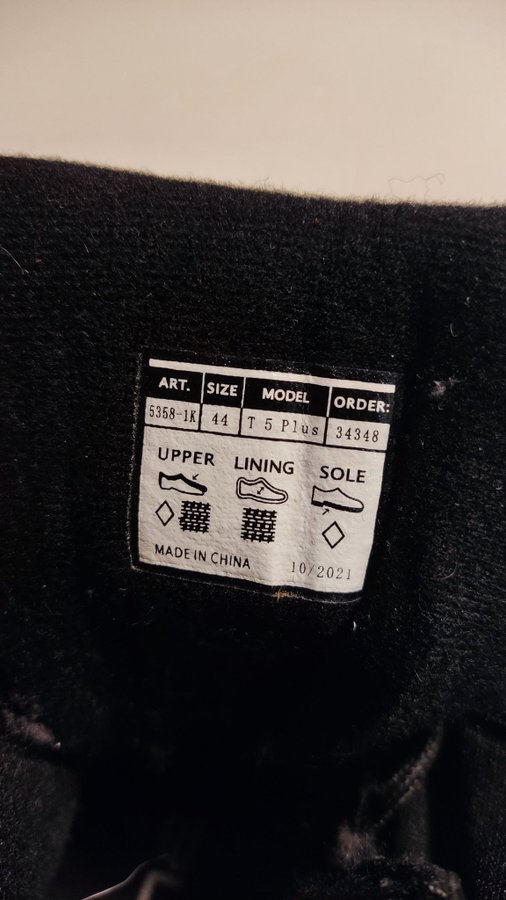 ART. SIZE MODEL ORDER:
5358-1K 44 T 5 Plus 34348
UPPER LINING SOLE
MADE IN CHINA 10/2021